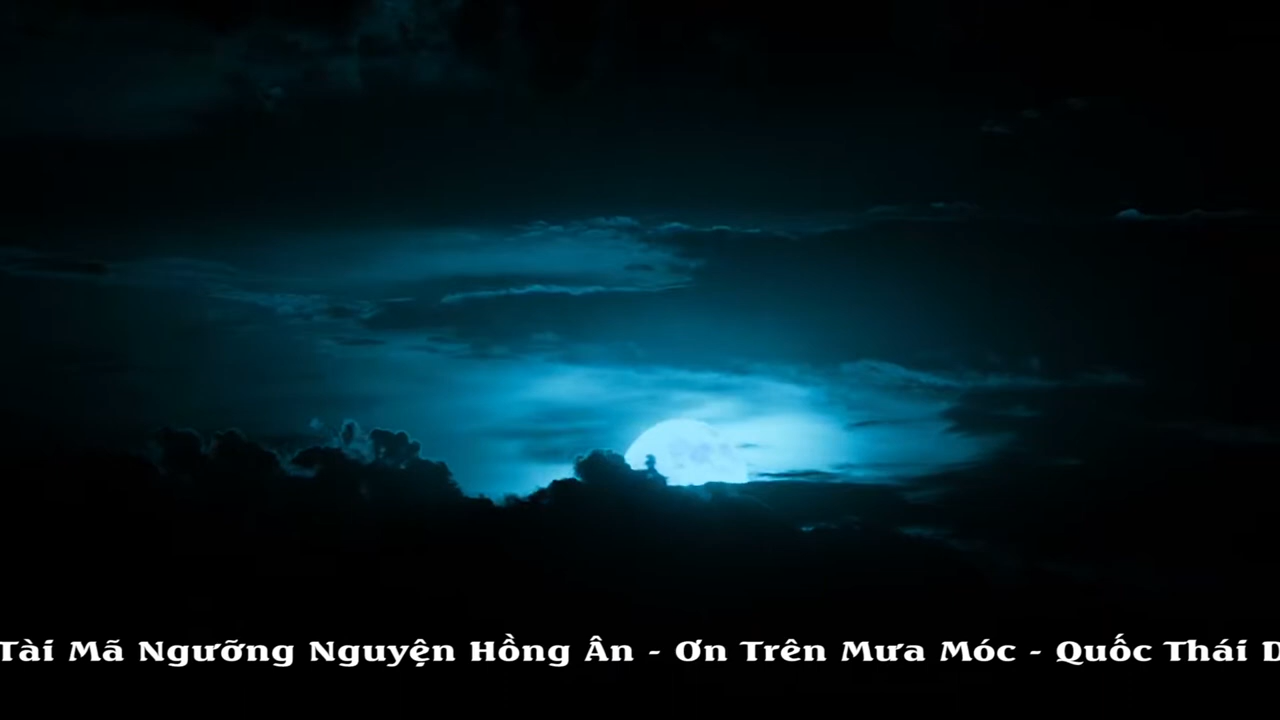 Tài Mã Ngưỡng Nguyện Hồng Ân - Ơn Trên Mưa Móc - Quốc Thái